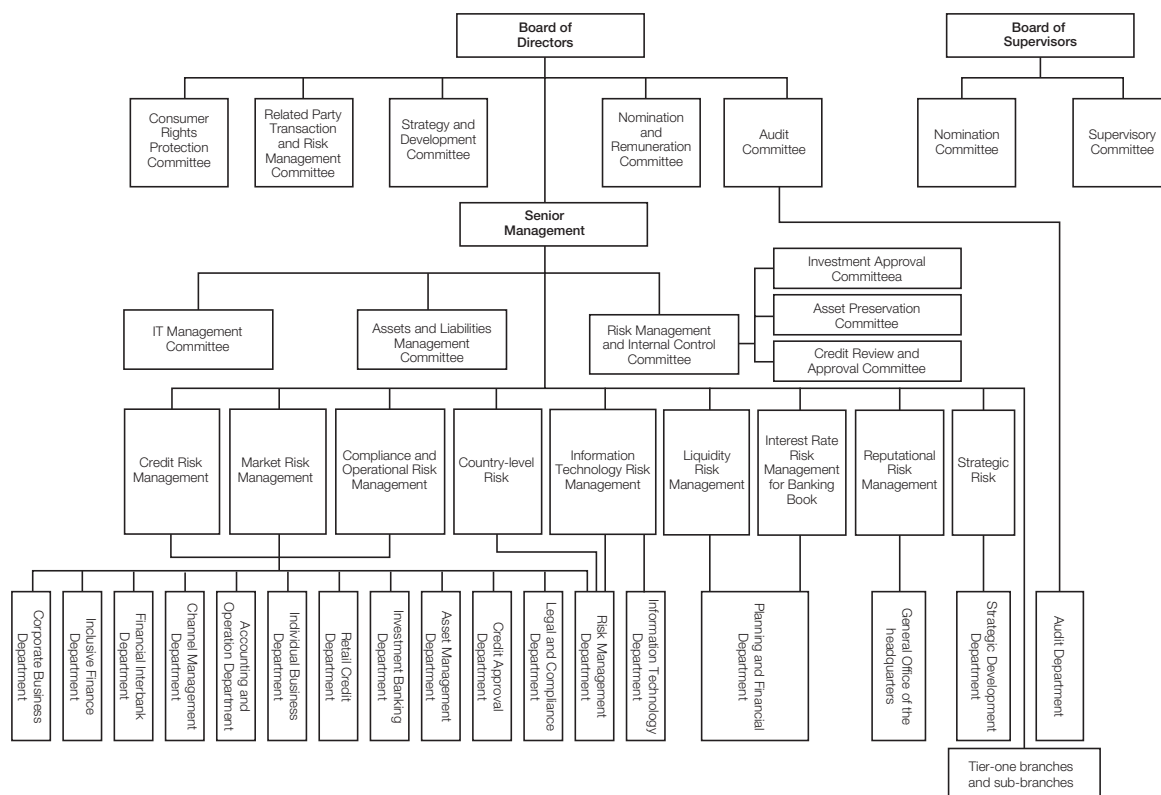 Board of
Directors
Board of
Supervisors
Consumer
Rights
Protection
Committee
Related Party
Transaction
and Risk
Management
Committee
Strategy and
Development
Committee
Nomination
and
Remuneration
Committee
Audit
Committee
Nomination
Committee
Supervisory
Committee
Senior
Management
IT Management
Committee
Assets and Liabilities
Management
Committee
Risk Management
and Internal Control
Committee
Investment Approval
Committeea
Asset Preservation
Committee
Credit Review and
Approval Committee
Credit Risk
Management
Market Risk
Management
Compliance and
Operational Risk
Management
Country-level
Risk
Information
Technology Risk
Management
Liquidity
Risk
Management
Interest Rate
Risk
Management
for Banking
Book
Reputational
Risk
Management
Strategic
Risk
Corporate Business
Department
Inclusive Finance
Department
Financial Interbank
Department
Channel Management
Department
Accounting and
Operation Department
Individual Business
Department
Retail Credit
Department
Investment Banking
Department
Asset Management
Department
Credit Approval
Department
Legal and Compliance
Department
Risk Management
Department
Information Technology
Department
Planning and Financial
Department
General Office of the
headquarters
Strategic Development
Department
Audit Department
Tier-one branches
and sub-branches